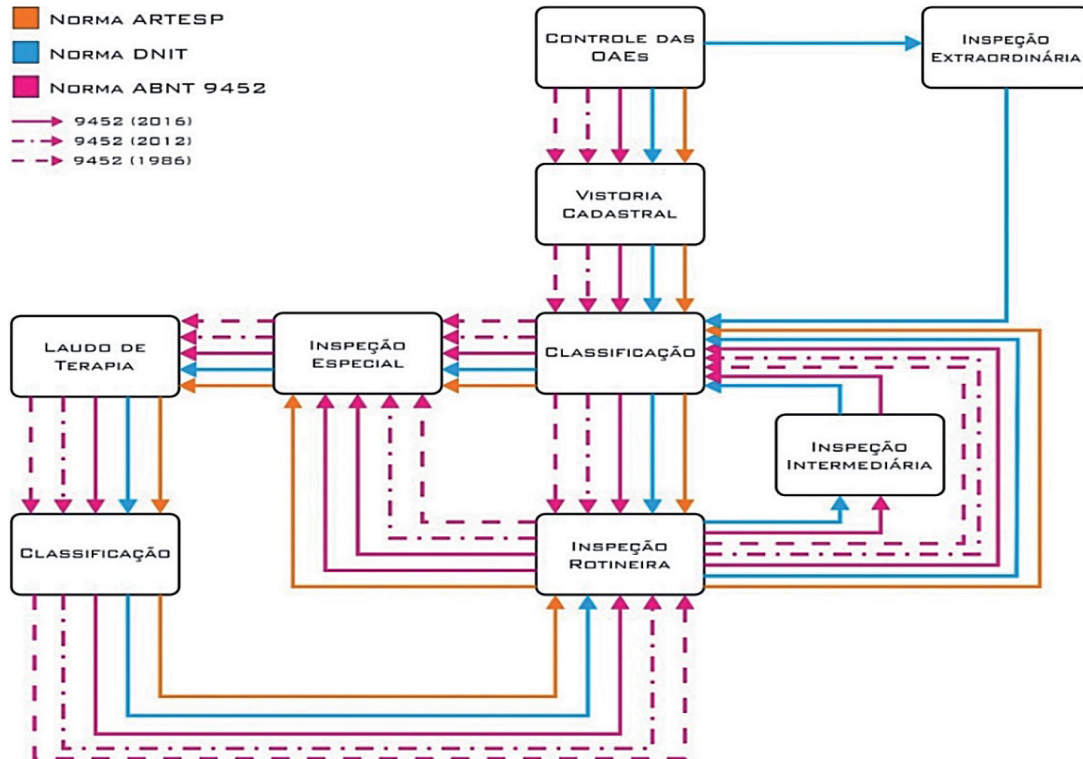 NORMA ARTESP
NORMA DNIT
NORMA ABNT 9452
9452 (2016)
9452 (2012)
9452 (1986)
CONTROLE DAS
OAES
INSPEÇÃO
EXTRAORDINÁRIA
VISTORIA
CADASTRAL
LAUDO DE
TERAPIA
INSPEÇÃO
ESPECIAL
CLASSIFICAÇÃO
INSPEÇÃO
INTERMEDIÁRIA
CLASSIFICAÇÃO
INSPEÇÃO
ROTINEIRA